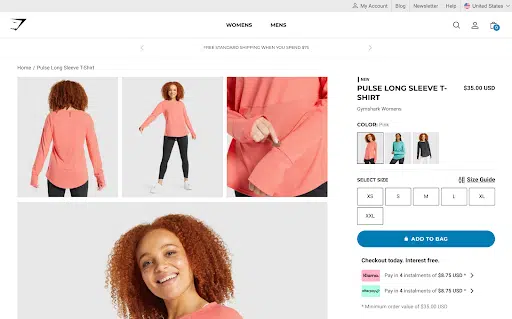 My Account
Blog
Newsletter
Help
United States
WOMENS
MENS
0
FREE STANDARD SHIPPING WHEN YOU SPEND $75
Home / Pulse Long Sleeve T-Shirt
NEW
PULSE LONG SLEEVE T-
SHIRT
$35.00 USD
Gymshark Womens
COLOR: Pink
SELECT SIZE
Size Guide
XS
S
M
L
XL
XXL
ADD TO BAG
Checkout today. Interest free.
Klarna.
Pay in 4 instalments of $8.75 USD *
afterpay
Pay in 4 instalments of $8.75 USD *
* Minimum order value of $35.00 USD